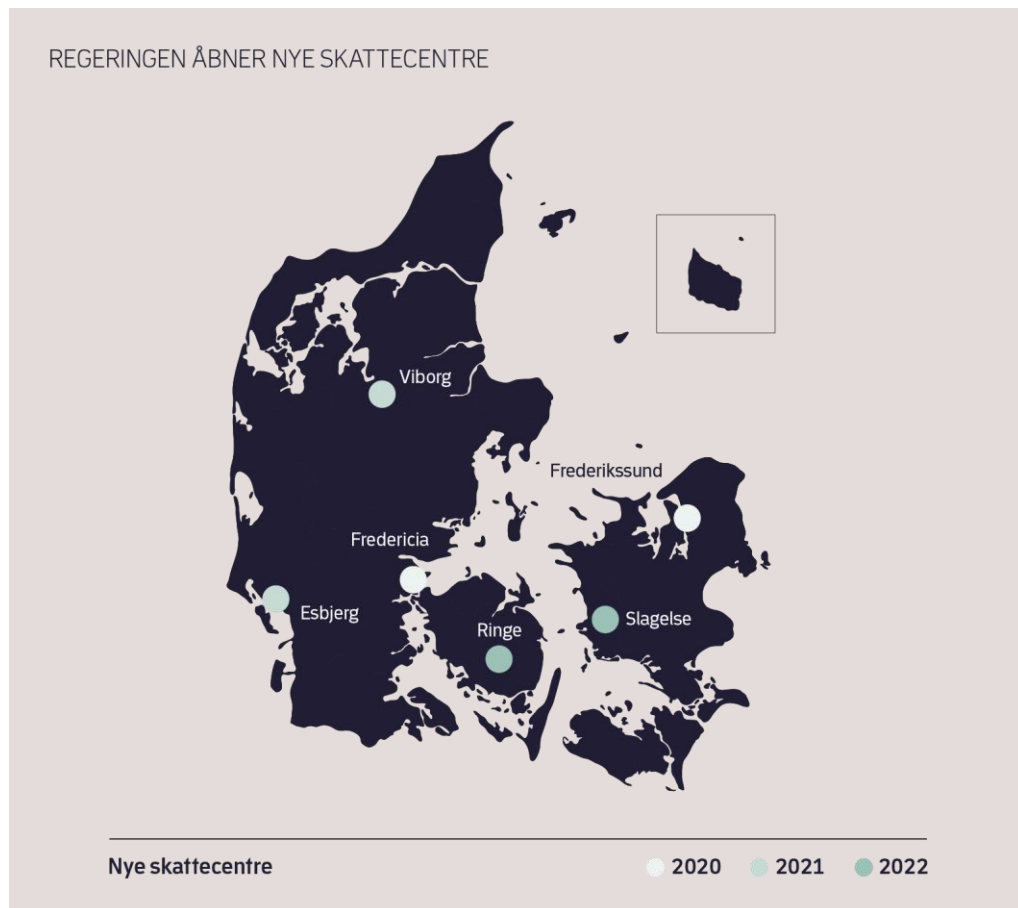 REGERINGEN ÅBNER NYE SKATTECENTRE
Viborg
Frederikssund
Fredericia
Esbjerg
Ringe
Slagelse
Nye skattecentre
2020
2021
2022